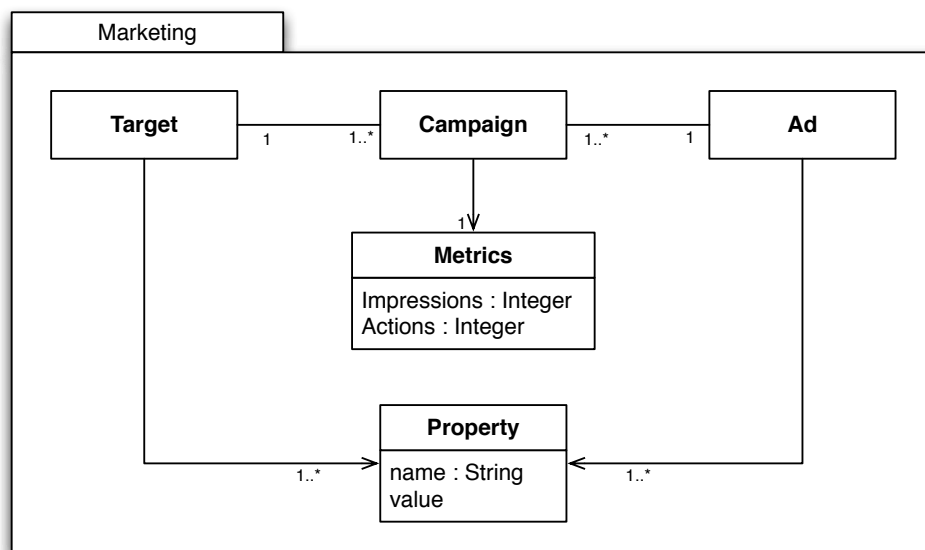 Marketing
Target
1
1..*
Campaign
1..*
1
Ad
1
Metrics
Impressions : Integer
Actions : Integer
Property
name : String
value
1..*
1..*